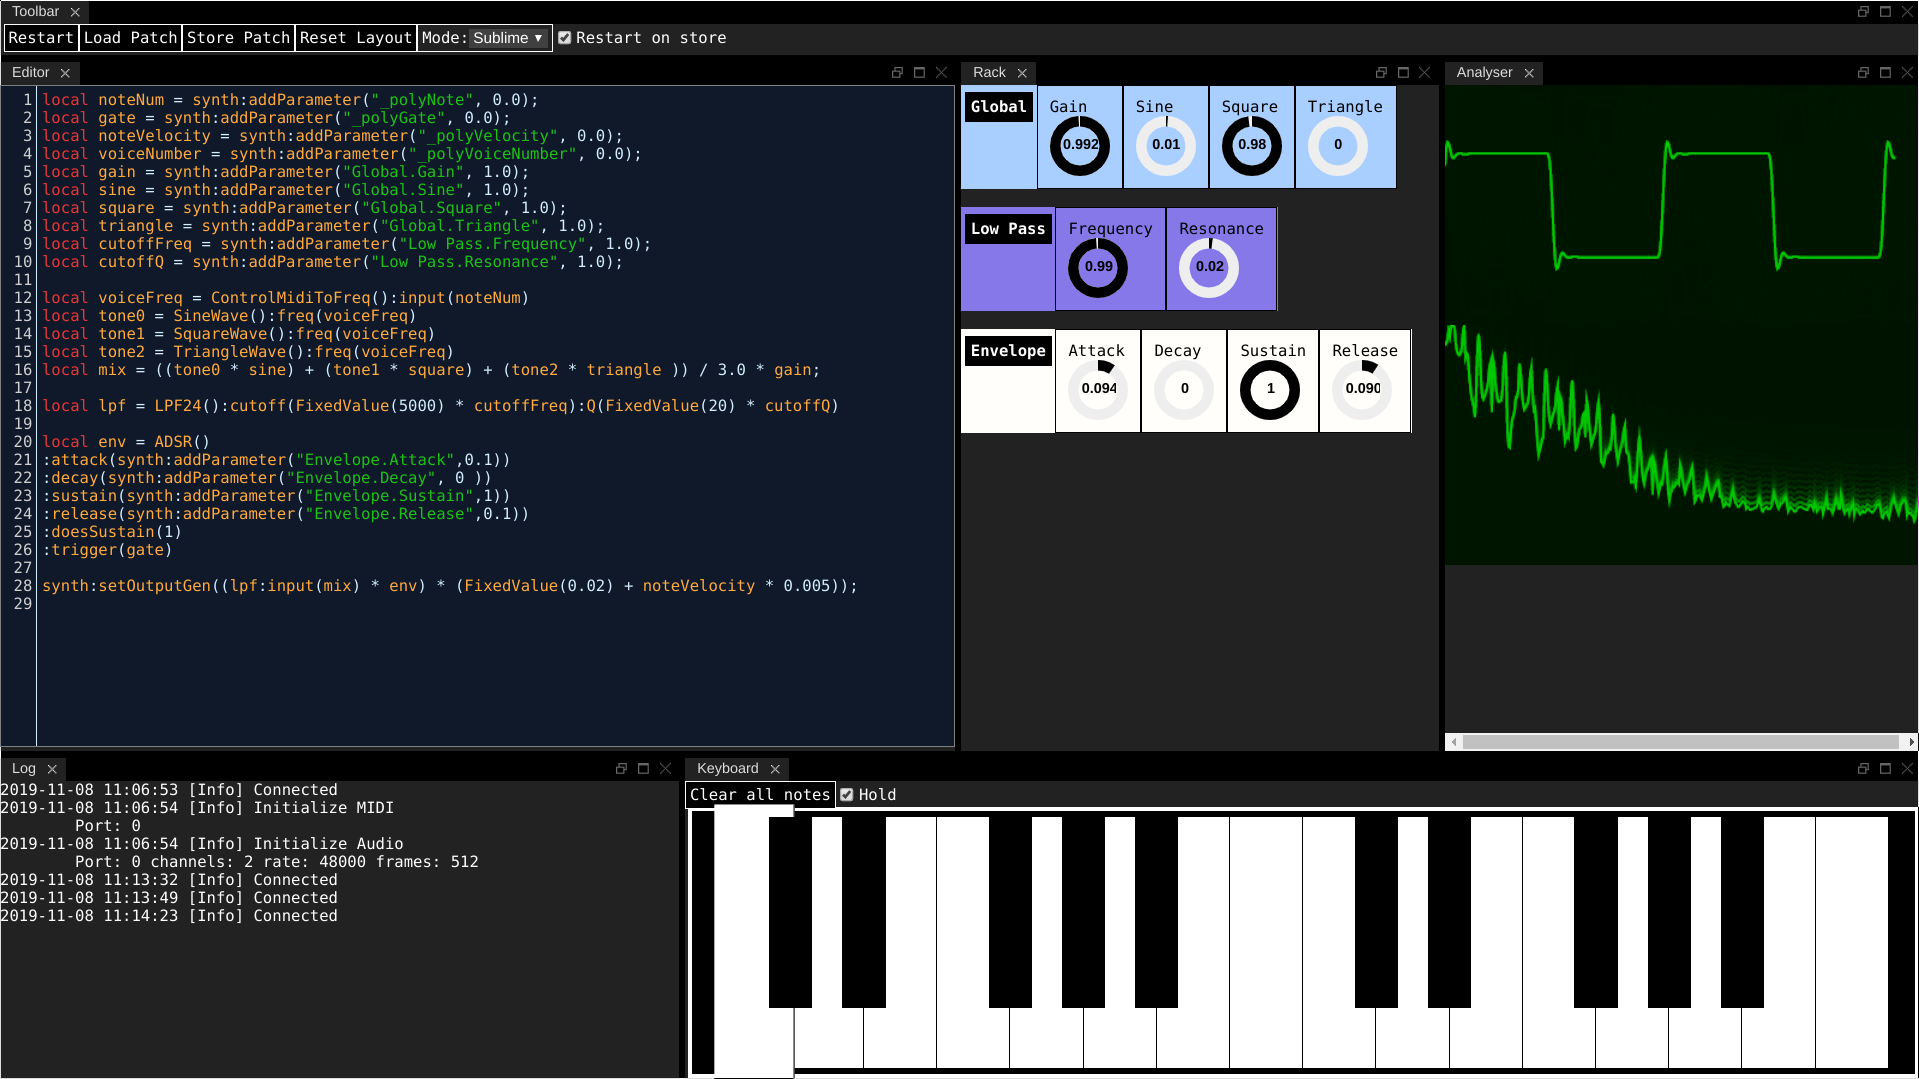 Toolbar
Restart Load Patch Store Patch Reset Layout Mode: Sublime Restart on store
Editor
1 local noteNum = synth:addParameter("_polyNote", 0.0);
2 local gate = synth:addParameter("_polyGate", 0.0);
3 local noteVelocity = synth:addParameter("_polyVelocity", 0.0);
4 local voiceNumber = synth:addParameter("_polyVoiceNumber", 0.0);
5 local gain = synth:addParameter("Global.Gain", 1.0);
6 local sine = synth:addParameter("Global.Sine", 1.0);
7 local square = synth:addParameter("Global.Square", 1.0);
8 local triangle = synth:addParameter("Global.Triangle", 1.0);
9 local cutoffFreq = synth:addParameter("Low Pass.Frequency", 1.0);
10 local cutoffQ = synth:addParameter("Low Pass.Resonance", 1.0);
11
12 local voiceFreq = ControlMidiToFreq():input(noteNum)
13 local tone0 = SineWave():freq(voiceFreq)
14 local tone1 = SquareWave():freq(voiceFreq)
15 local tone2 = TriangleWave():freq(voiceFreq)
16 local mix = ((tone0 * sine) + (tone1 * square) + (tone2 * triangle )) / 3.0 * gain;
17
18 local lpf = LPF24():cutoff(FixedValue(5000) * cutoffFreq):Q(FixedValue(20) * cutoffQ)
19
20 local env = ADSR()
21 :attack(synth:addParameter("Envelope.Attack",0.1))
22 :decay(synth:addParameter("Envelope.Decay", 0 ))
23 :sustain(synth:addParameter("Envelope.Sustain",1))
24 :release(synth:addParameter("Envelope.Release",0.1))
25 :doesSustain(1)
26 :trigger(gate)
27
28 synth:setOutputGen((lpf:input(mix) * env) * (FixedValue(0.02) + noteVelocity * 0.005));
29
Rack
Global Gain Sine Square Triangle
0.992 0.01 0.98 0
Low Pass Frequency Resonance
0.99 0.02
Envelope Attack Decay Sustain Release
0.094 0 1 0.090
Analyser
Log
2019-11-08 11:06:53 [Info] Connected
2019-11-08 11:06:54 [Info] Initialize MIDI
Port: 0
2019-11-08 11:06:54 [Info] Initialize Audio
Port: 0 channels: 2 rate: 48000 frames: 512
2019-11-08 11:13:32 [Info] Connected
2019-11-08 11:13:49 [Info] Connected
2019-11-08 11:14:23 [Info] Connected
Keyboard
Clear all notes Hold